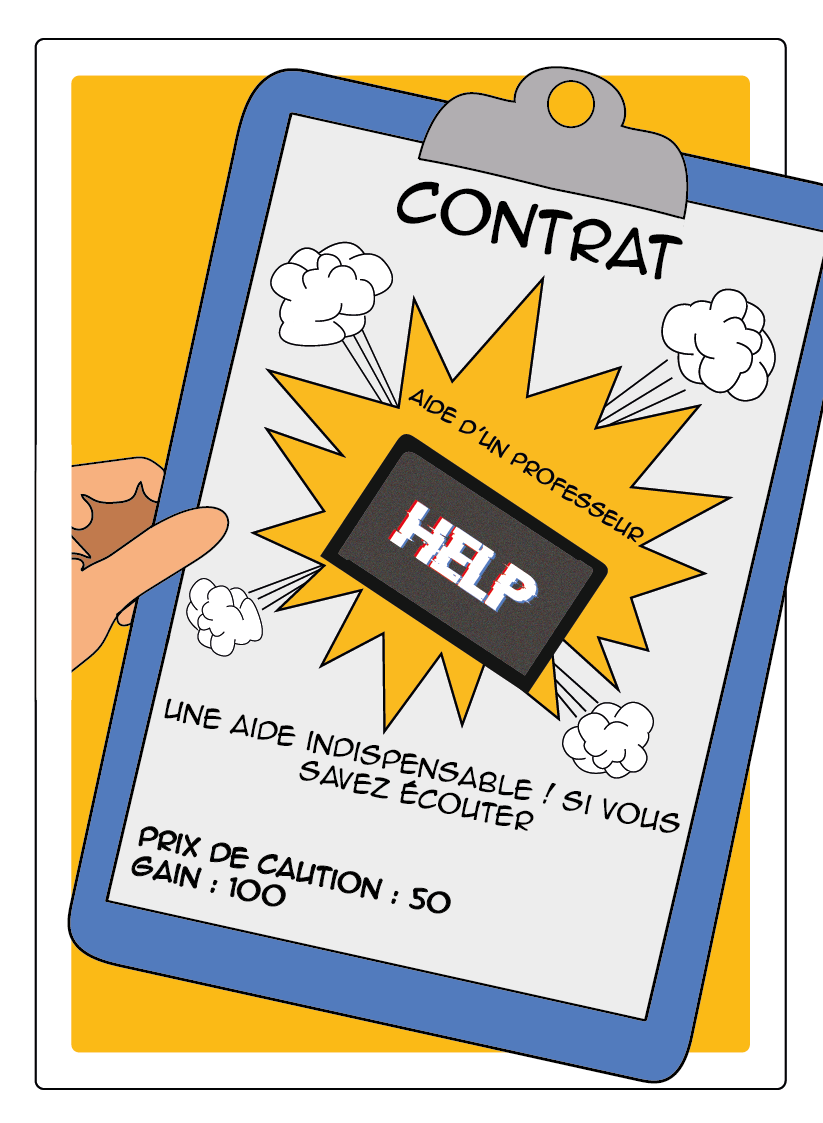 CONTRAT
AIDE D'UN PROFESSEUR
HELP
UNE AIDE INDISPENSABLE ! SI VOUS
SAVEZ ÉCOUTER
PRIX DE CAUTION : 50
GAIN : 100